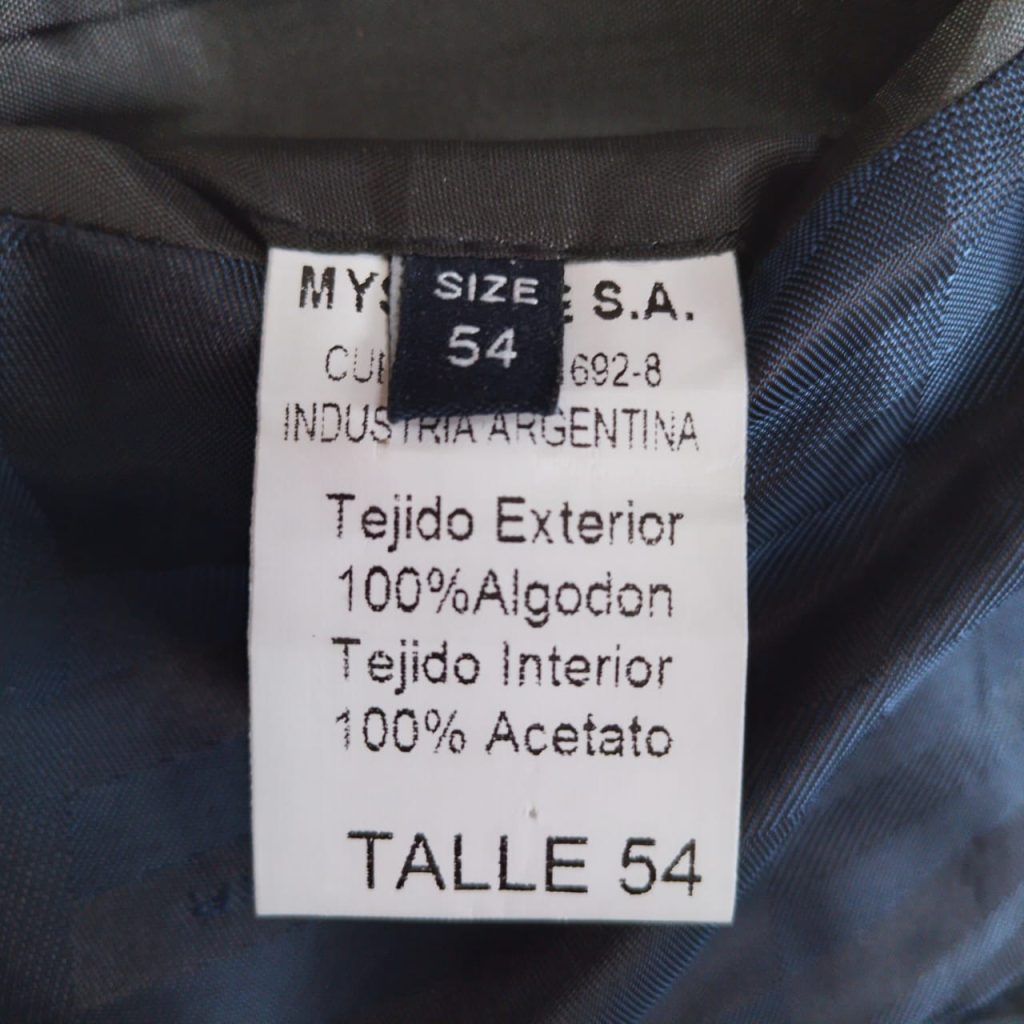 SIZE
54
S.A.
692-8
INDUSTRIA ARGENTINA
Tejido Exterior
100%Algodon
Tejido Interior
100% Acetato
TALLE 54